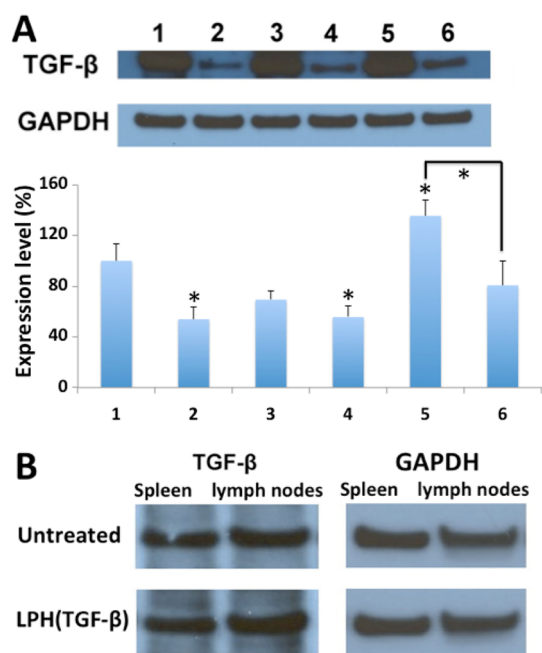 A
1 2 3 4 5 6
TGF-β
GAPDH
Expression level (%)
160
120
80
40
0
* * * *
1 2 3 4 5 6
B
TGF-β GAPDH
Spleen lymph nodes Spleen lymph nodes
Untreated
LPH(TGF-β)